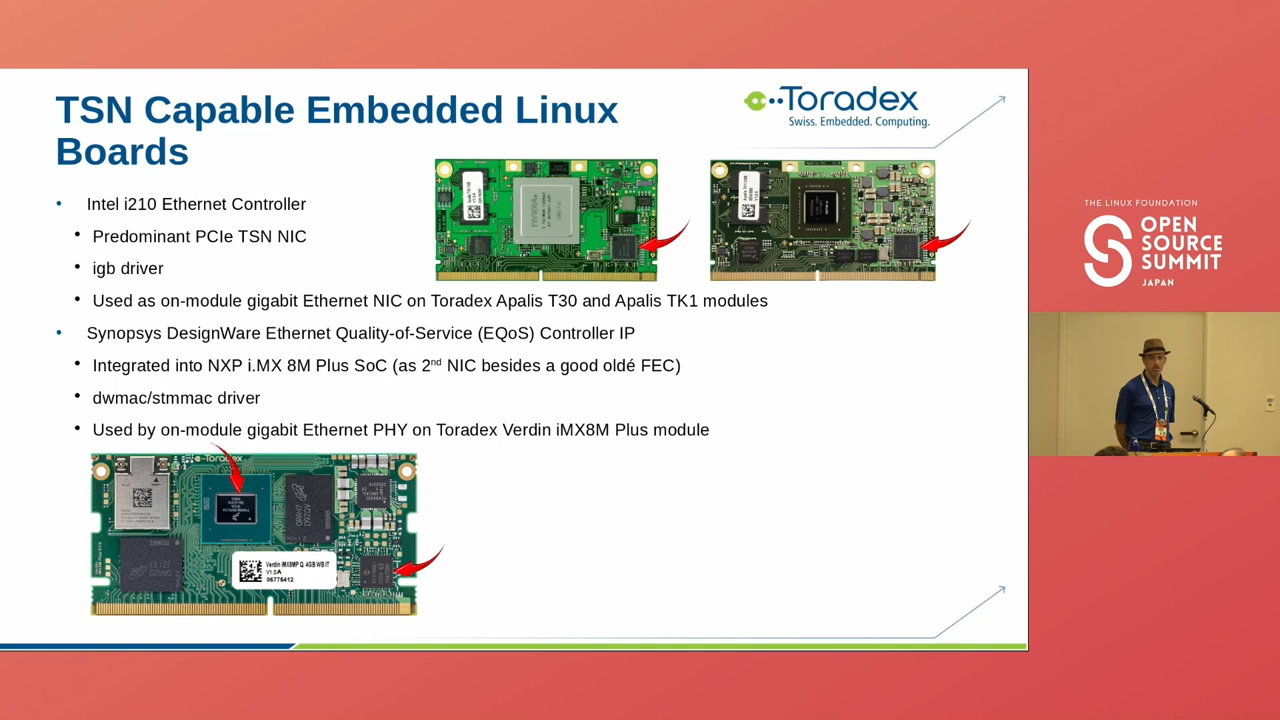 TSN Capable Embedded Linux
Boards
Toradex
Swiss. Embedded. Computing.
• Intel i210 Ethernet Controller
• Predominant PCIe TSN NIC
• igb driver
• Used as on-module gigabit Ethernet NIC on Toradex Apalis T30 and Apalis TK1 modules
• Synopsys DesignWare Ethernet Quality-of-Service (EQoS) Controller IP
• Integrated into NXP i.MX 8M Plus SoC (as 2nd NIC besides a good oldé FEC)
• dwmac/stmmac driver
• Used by on-module gigabit Ethernet PHY on Toradex Verdin iMX8M Plus module
Toradex
Verdin iMX8MP Q 4GB WB IT
V1.0A
06775412
THE LINUX FOUNDATION
OPEN
SOURCE
SUMMIT
JAPAN